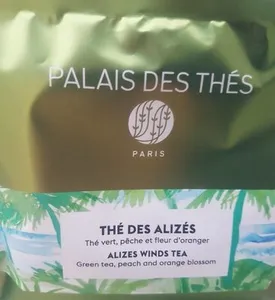 PALAIS DES THÉS
PARIS
THÉ DES ALIZÉS
Thé vert, pêche et fleur d'oranger
ALIZES WINDS TEA
Green tea, peach and orange blossom